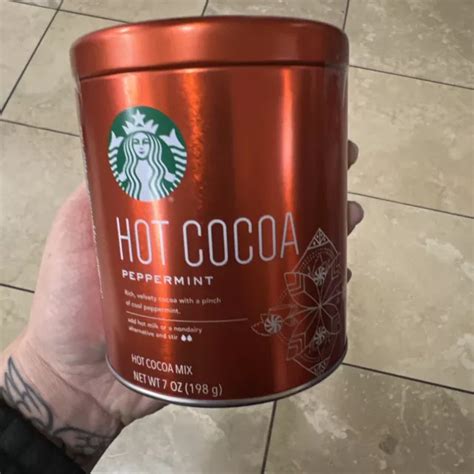 HOT COCOA
PEPPERMINT
Rich, velvety cocoa with a pinch
of cool peppermint.
add hot milk or a nondairy
alternative and stir
HOT COCOA MIX
NET WT 7 OZ (198 g)